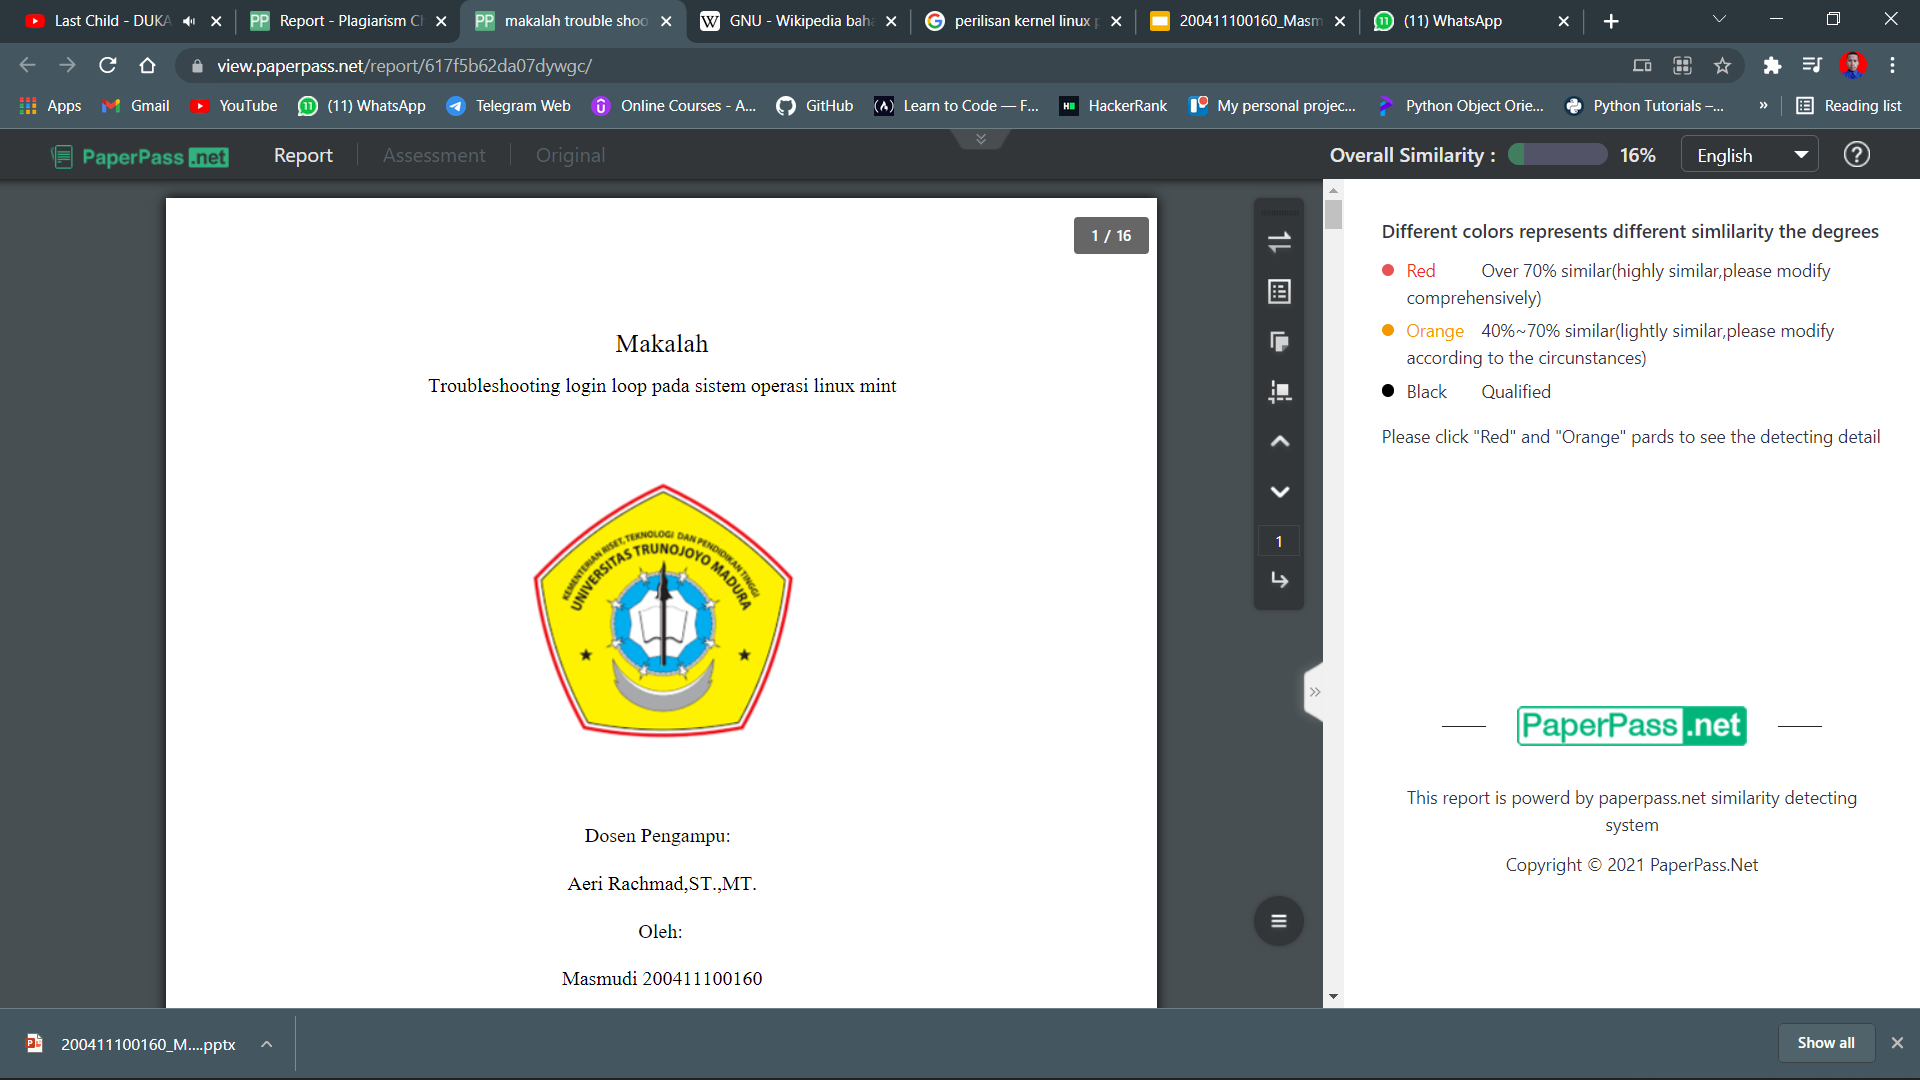 Last Child - DUKA
Report - Plagiarism Ch
makalah trouble shoo
GNU - Wikipedia baha
perilisan kernel linux p
200411100160_Masm
(11) WhatsApp
view.paperpass.net/report/617f5b62da07dywgc/
Apps
Gmail
YouTube
(11) WhatsApp
Telegram Web
Online Courses - A...
GitHub
Learn to Code — F...
HackerRank
My personal projec...
Python Object Orie...
Python Tutorials –...
»
Reading list
PaperPass .net
Report
Assessment
Original
Overall Similarity :
16%
English
1 / 16
Makalah
Troubleshooting login loop pada sistem operasi linux mint
KEMENTERIAN RISET, TEKNOLOGI DAN PENDIDIKAN TINGGI
UNIVERSITAS TRUNOJOYO MADURA
Dosen Pengampu:
Aeri Rachmad,ST.,MT.
Oleh:
Masmudi 200411100160
1
Different colors represents different simlilarity the degrees
Red Over 70% similar(highly similar,please modify
comprehensively)
Orange 40%~70% similar(lightly similar,please modify
according to the circunstances)
Black Qualified
Please click "Red" and "Orange" pards to see the detecting detail
PaperPass .net
This report is powerd by paperpass.net similarity detecting
system
Copyright © 2021 PaperPass.Net
200411100160_M....pptx
Show all